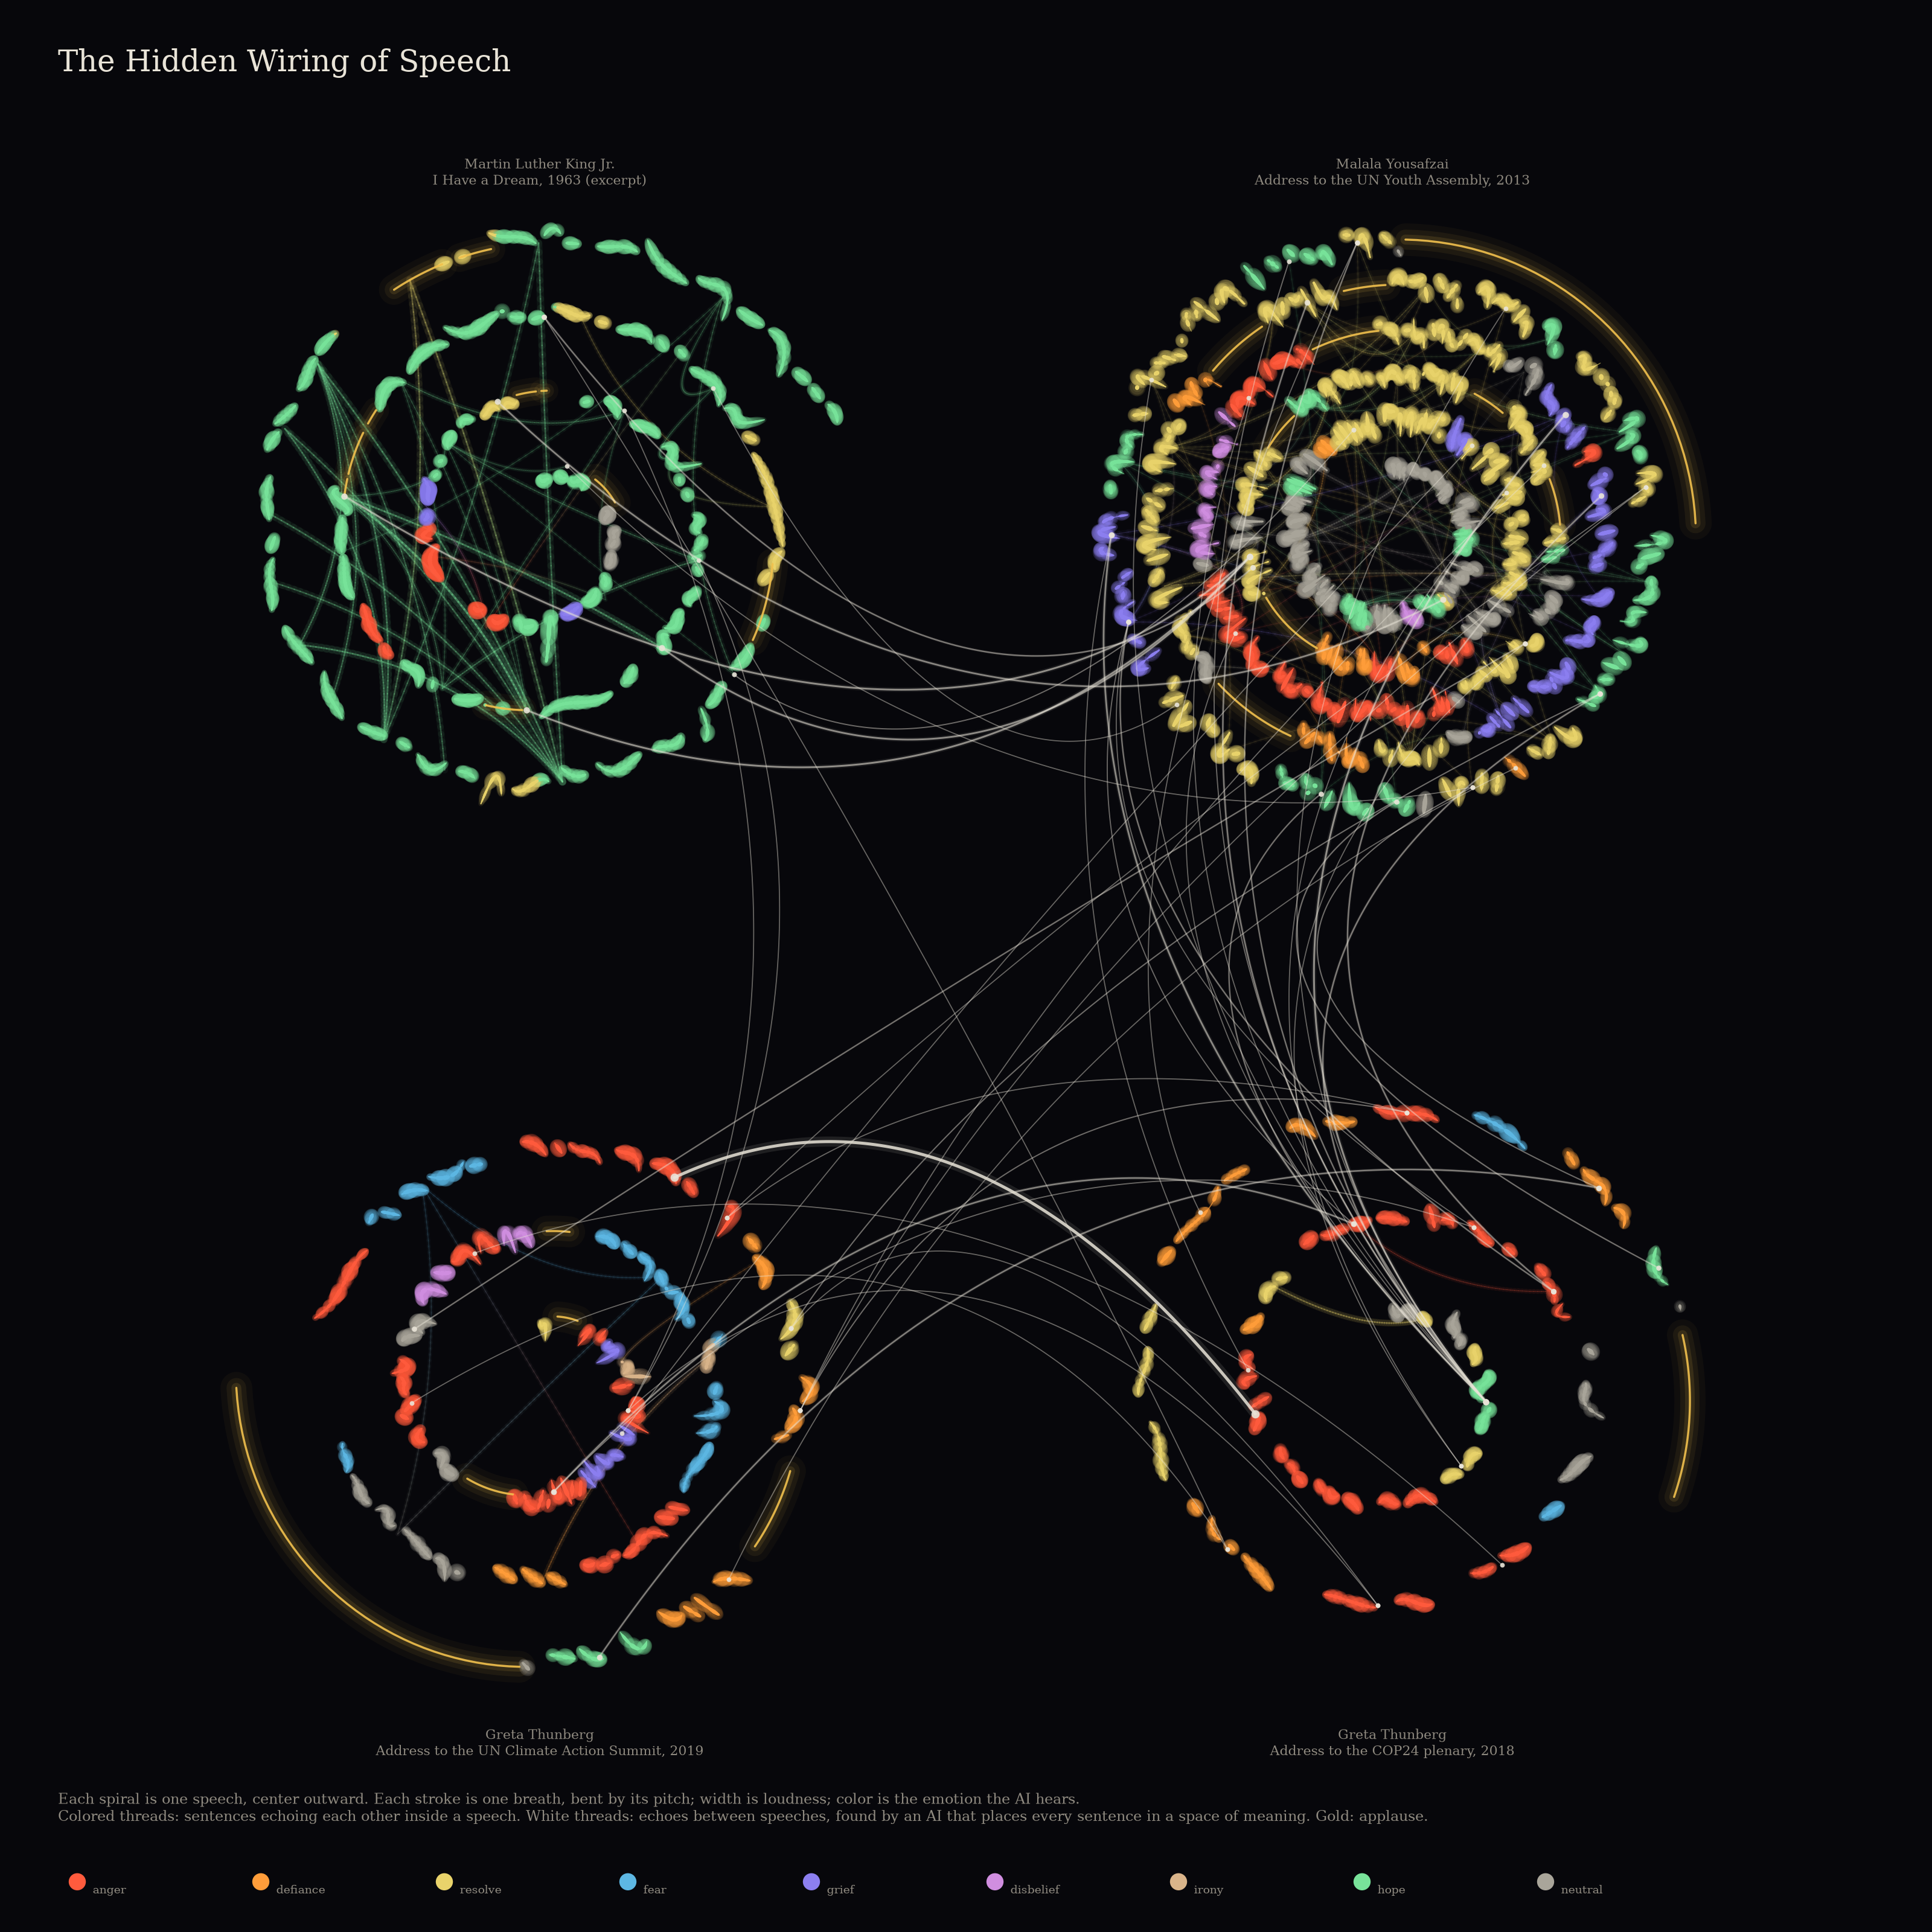 The Hidden Wiring of Speech
Martin Luther King Jr.
I Have a Dream, 1963 (excerpt)
Malala Yousafzai
Address to the UN Youth Assembly, 2013
Greta Thunberg
Address to the UN Climate Action Summit, 2019
Greta Thunberg
Address to the COP24 plenary, 2018
Each spiral is one speech, center outward. Each stroke is one breath, bent by its pitch; width is loudness; color is the emotion the AI hears.
Colored threads: sentences echoing each other inside a speech. White threads: echoes between speeches, found by an AI that places every sentence in a space of meaning. Gold: applause.
anger
defiance
resolve
fear
grief
disbelief
irony
hope
neutral